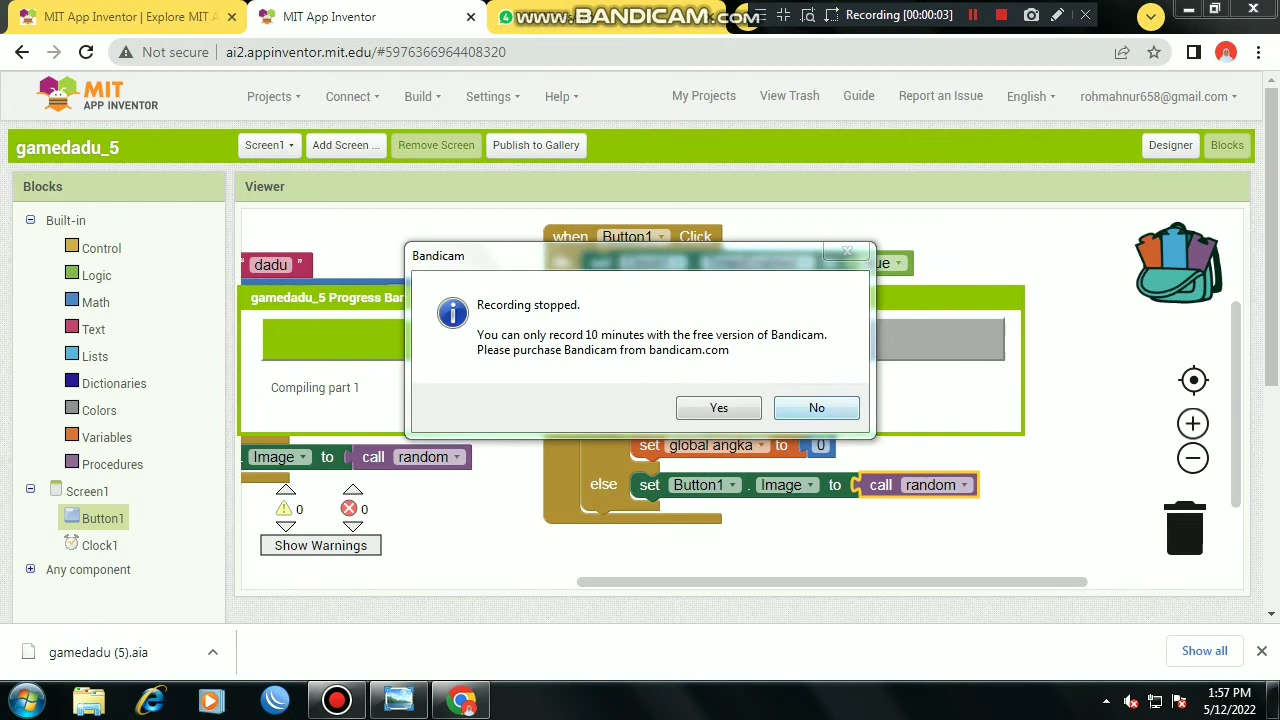 MIT App Inventor | Explore MIT A
MIT App Inventor
WWW.BANDICAM.COM
Recording [00:00:03]
Not secure
ai2.appinventor.mit.edu/#5976366964408320
MIT
APP INVENTOR
Projects
Connect
Build
Settings
Help
My Projects
View Trash
Guide
Report an Issue
English
rohmahnur658@gmail.com
gamedadu_5
Screen1
Add Screen ...
Remove Screen
Publish to Gallery
Designer
Blocks
Blocks
Viewer
Built-in
Control
Logic
Math
Text
Lists
Dictionaries
Colors
Variables
Procedures
Screen1
Button1
Clock1
Any component
" dadu "
when Button1 . Click
ue
gamedadu_5 Progress Bar
Compiling part 1
Bandicam
Recording stopped.
You can only record 10 minutes with the free version of Bandicam.
Please purchase Bandicam from bandicam.com
Yes
No
set global angka to 0
. Image to call random
else set Button1 . Image to call random
0
0
Show Warnings
gamedadu (5).aia
Show all
1:57 PM
5/12/2022